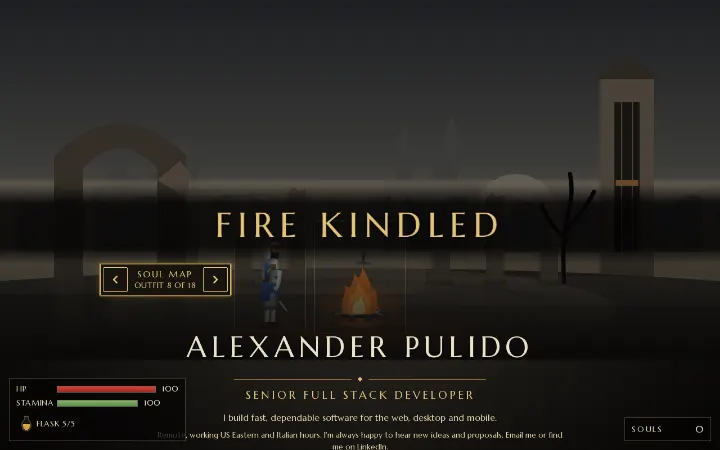 FIRE KINDLED
SOUL MAP
OUTFIT 8 OF 18
ALEXANDER PULIDO
SENIOR FULL STACK DEVELOPER
I build fast, dependable software for the web, desktop and mobile.
Remote, working US Eastern and Italian hours. I'm always happy to hear new ideas and proposals. Email me or find
me on LinkedIn.
HP 100
STAMINA 100
FLASK 5/5
SOULS 0